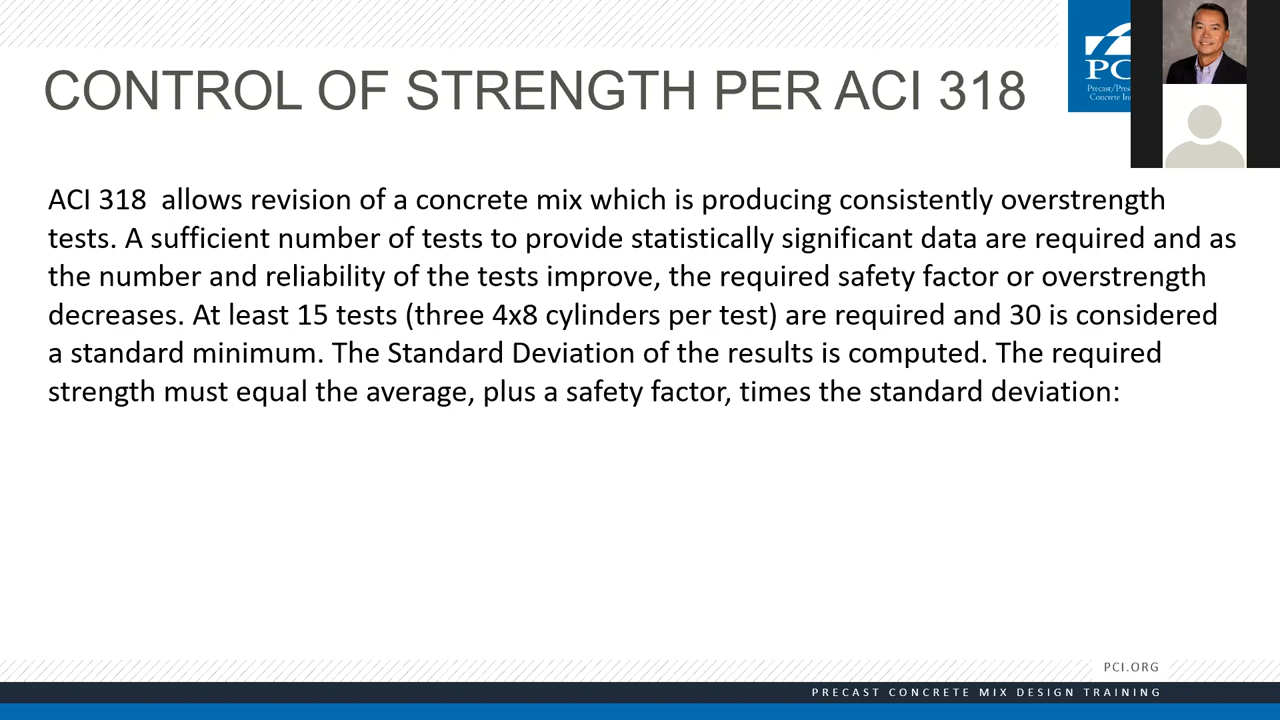 CONTROL OF STRENGTH PER ACI 318
PC
Concrete
ACI 318  allows revision of a concrete mix which is producing consistently overstrength
tests. A sufficient number of tests to provide statistically significant data are required and as
the number and reliability of the tests improve, the required safety factor or overstrength
decreases. At least 15 tests (three 4x8 cylinders per test) are required and 30 is considered
a standard minimum. The Standard Deviation of the results is computed. The required
strength must equal the average, plus a safety factor, times the standard deviation:
PCI.ORG
PRECAST CONCRETE MIX DESIGN TRAINING